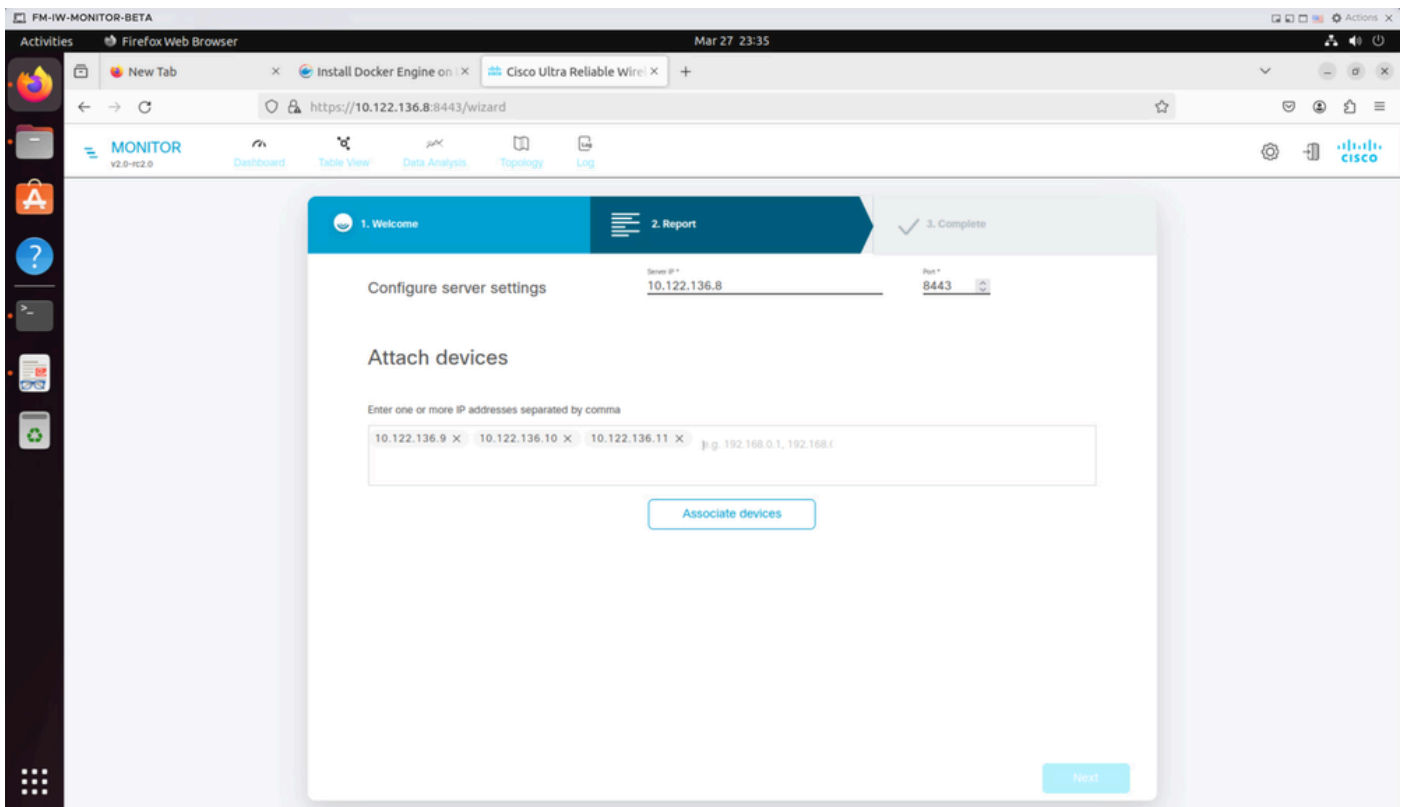 FM-IW-MONITOR-BETA
Actions
Activities Firefox Web Browser Mar 27 23:35
New Tab Install Docker Engine on Cisco Ultra Reliable Wirel
https://10.122.136.8:8443/wizard
MONITOR
v2.0-rc2.0
Dashboard Table View Data Analysis Topology Log
CISCO
1. Welcome 2. Report 3. Complete
Server IP * Port *
Configure server settings 10.122.136.8 8443
Attach devices
Enter one or more IP addresses separated by comma
10.122.136.9 × 10.122.136.10 × 10.122.136.11 × e.g. 192.168.0.1, 192.168.(
Associate devices
Next